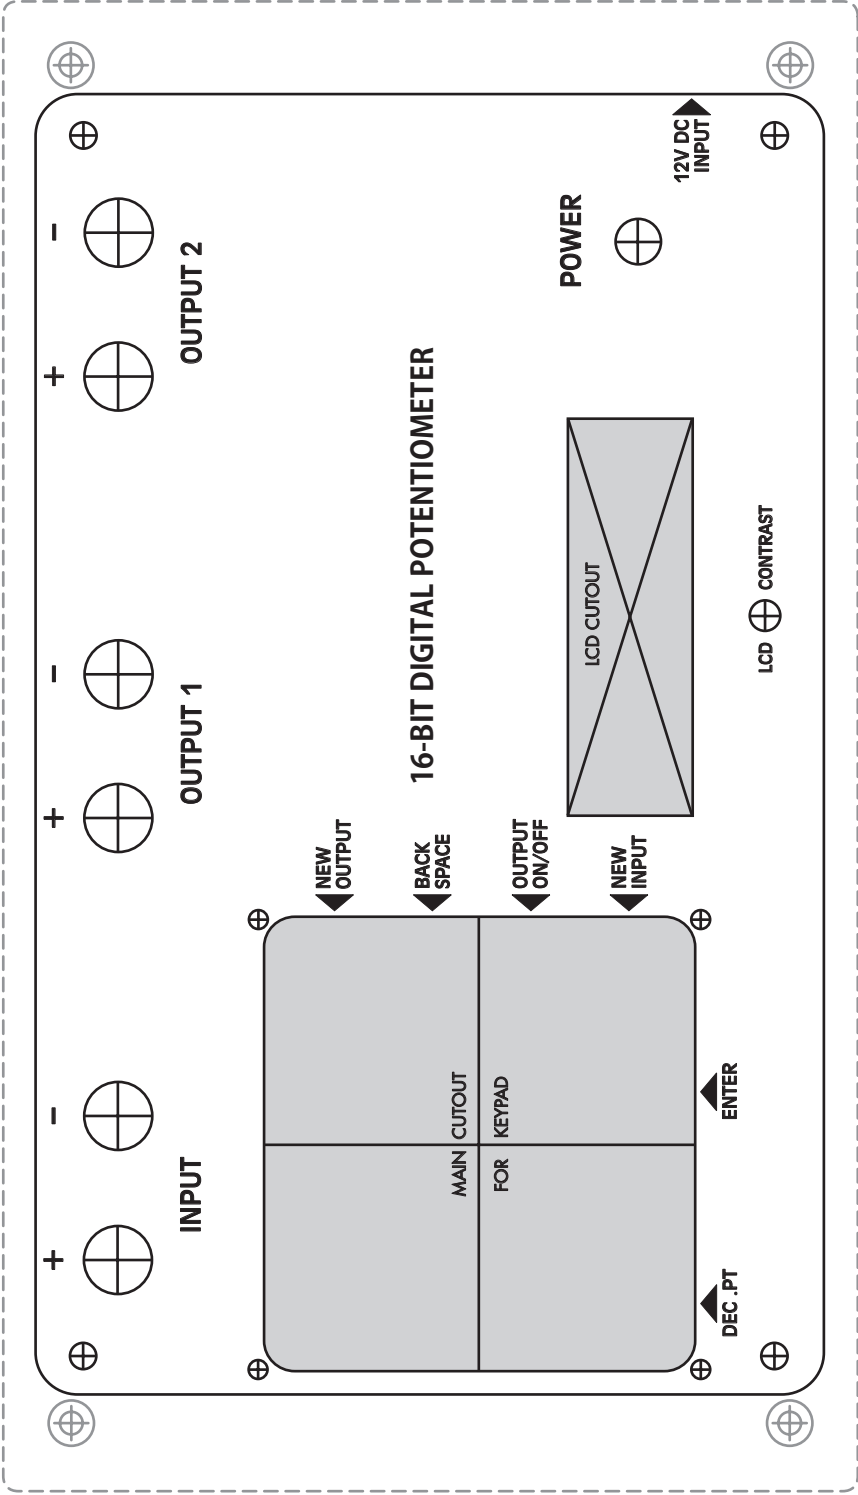 +
-
+
-
+
-
INPUT
OUTPUT 1
OUTPUT 2
NEW
OUTPUT
BACK
SPACE
OUTPUT
ON/OFF
NEW
INPUT
16-BIT DIGITAL POTENTIOMETER
MAIN CUTOUT
FOR KEYPAD
POWER
LCD CUTOUT
12V DC
INPUT
DEC .PT
ENTER
LCD CONTRAST